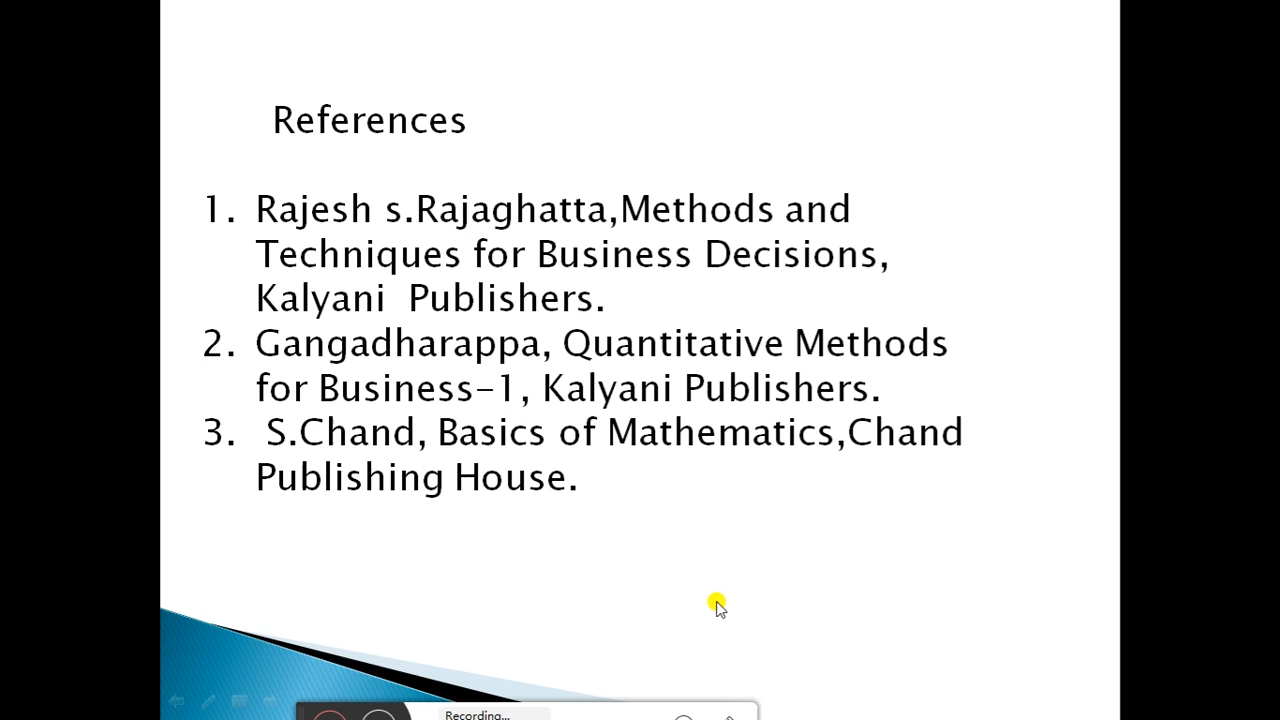 References
1. Rajesh s.Rajaghatta,Methods and
Techniques for Business Decisions,
Kalyani  Publishers.
2. Gangadharappa, Quantitative Methods
for Business-1, Kalyani Publishers.
3.  S.Chand, Basics of Mathematics,Chand
Publishing House.
Recording...